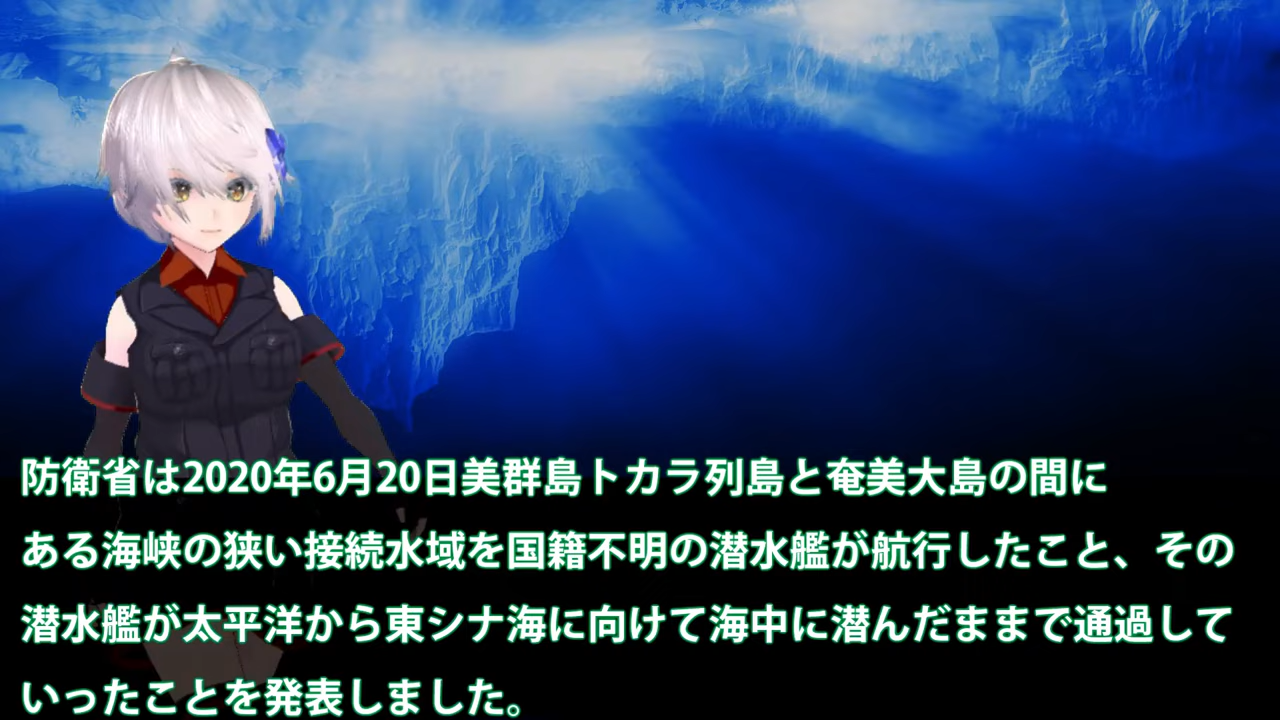 防衛省は2020年6月20日美群島トカラ列島と奄美大島の間に
ある海峡の狭い接続水域を国籍不明の潜水艦が航行したこと、その
潜水艦が太平洋から東シナ海に向けて海中に潜んだままで通過して
いったことを発表しました。